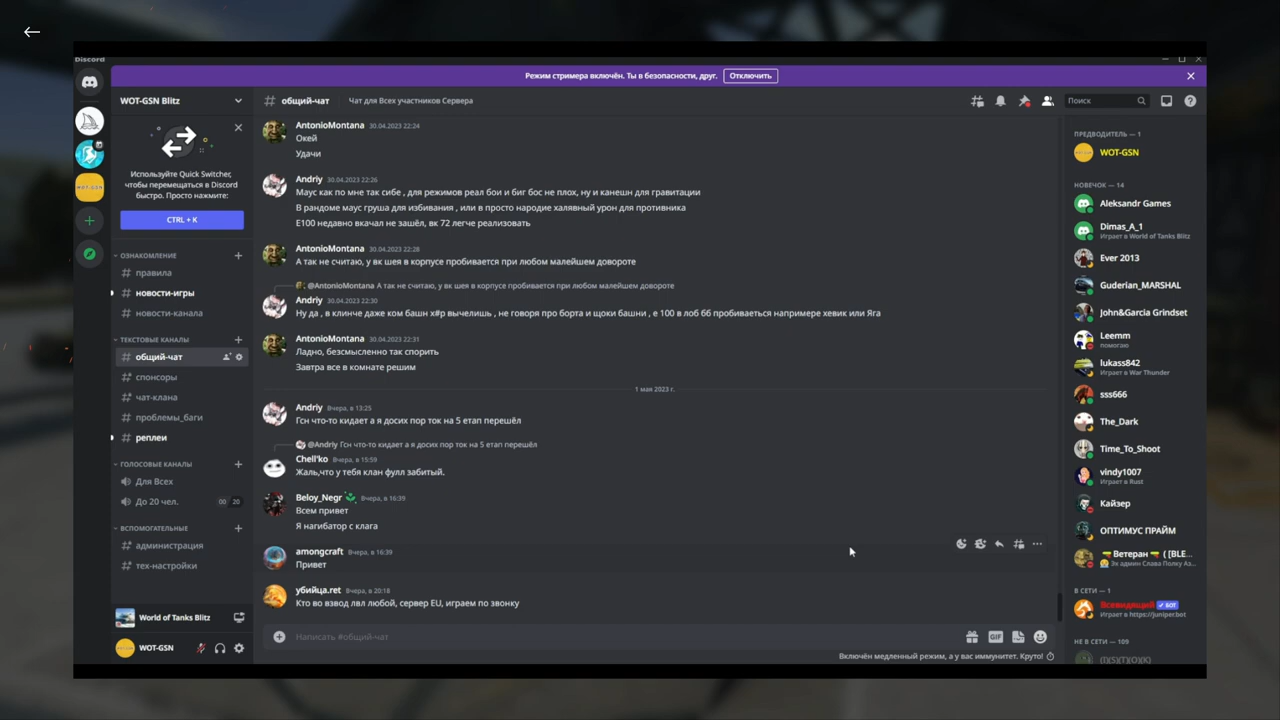 Discord
Режим стримера включён. Ты в безопасности, друг.
Отключить
WOT-GSN Blitz
общий-чат
Чат для Всех участников Сервера
Поиск
Используйте Quick Switcher,
чтобы перемещаться в Discord
быстро. Просто нажмите:
CTRL + K
ОЗНАКОМЛЕНИЕ
правила
новости-игры
новости-канала
ТЕКСТОВЫЕ КАНАЛЫ
общий-чат
спонсоры
чат-клана
проблемы_баги
реплеи
ГОЛОСОВЫЕ КАНАЛЫ
Для Всех
До 20 чел.
00 20
ВСПОМОГАТЕЛЬНЫЕ
администрация
тех-настройки
World of Tanks Blitz
WOT-GSN
AntonioMontana 30.04.2023 22:24
Окей
Удачи
Andriy 30.04.2023 22:26
Маус как по мне так сибе , для режимов реал бои и биг бос не плох, ну и канешн для гравитации
В рандоме маус груша для избивания , или в просто народие халявный урон для противника
Е100 недавно вкачал не зашёл, вк 72 легче реализовать
AntonioMontana 30.04.2023 22:28
А так не считаю, у вк шея в корпусе пробивается при любом малейшем довороте
@AntonioMontana А так не считаю, у вк шея в корпусе пробивается при любом малейшем довороте
Andriy 30.04.2023 22:30
Ну да , в клинче даже ком башн х#р вычелишь , не говоря про борта и щоки башни , е 100 в лоб бб пробиваеться например хевик или Яга
AntonioMontana 30.04.2023 22:31
Ладно, безсмысленно так спорить
Завтра все в комнате решим
1 мая 2023 г.
Andriy Вчера, в 13:25
Гсн что-то кидает а я досих пор ток на 5 етап перешёл
@Andriy Гсн что-то кидает а я досих пор ток на 5 етап перешёл
Chell'ko Вчера, в 15:59
Жаль,что у тебя клан фулл забитый.
Beloy_Negr Вчера, в 16:39
Всем привет
Я нагибатор с клага
amongcraft Вчера, в 16:39
Привет
убийца.ret Вчера, в 20:18
Кто во взвод лвл любой, сервер EU, играем по звонку
Написать #общий-чат
GIF
Включён медленный режим, а у вас иммунитет. Круто!
ПРЕДВОДИТЕЛЬ — 1
WOT-GSN
НОВЕЧОК — 14
Aleksandr Games
Dimas_A_1
Играет в World of Tanks Blitz
Ever 2013
Guderian_MARSHAL
John&Garcia Grindset
Leemm
помогаю
lukass842
Играет в War Thunder
sss666
The_Dark
Time_To_Shoot
vindy1007
Играет в Rust
Кайзер
ОПТИМУС ПРАЙМ
Ветеран ( [BLE...
Эх админ Слава Полку Аз...
В СЕТИ — 1
Всевидящий БОТ
Играет в https://juniper.bot
НЕ В СЕТИ — 109